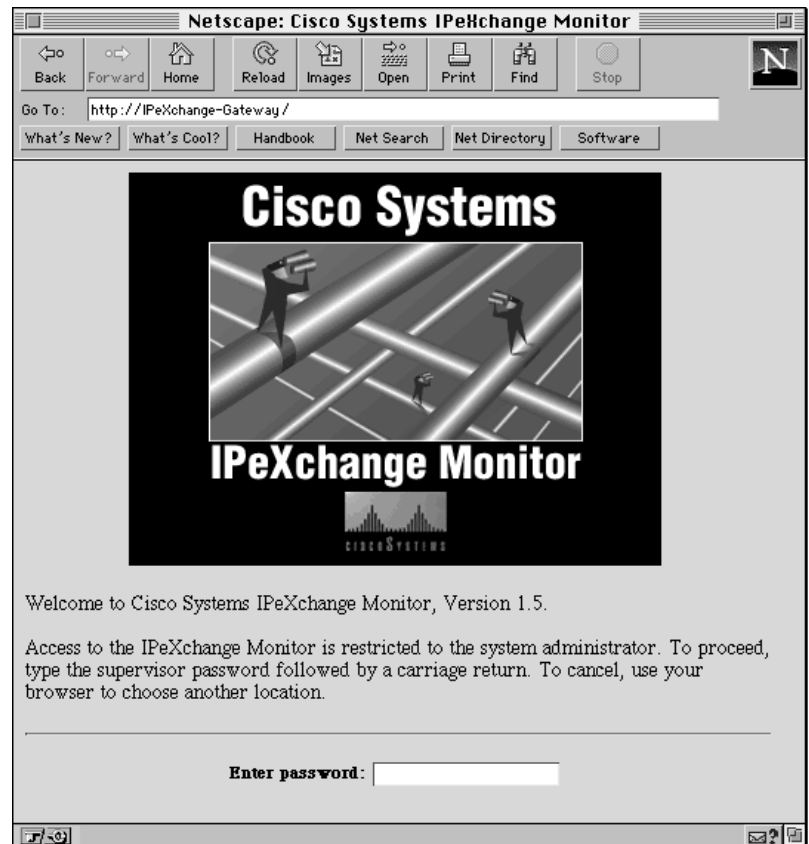 Netscape: Cisco Systems IPeXchange Monitor
Back Forward Home Reload Images Open Print Find Stop
N
Go To: http://IPeXchange-Gateway/
What's New? What's Cool? Handbook Net Search Net Directory Software
Cisco Systems
IPeXchange Monitor
CISCO SYSTEMS
Welcome to Cisco Systems IPeXchange Monitor, Version 1.5.
Access to the IPeXchange Monitor is restricted to the system administrator. To proceed,
type the supervisor password followed by a carriage return. To cancel, use your
browser to choose another location.
Enter password:
?